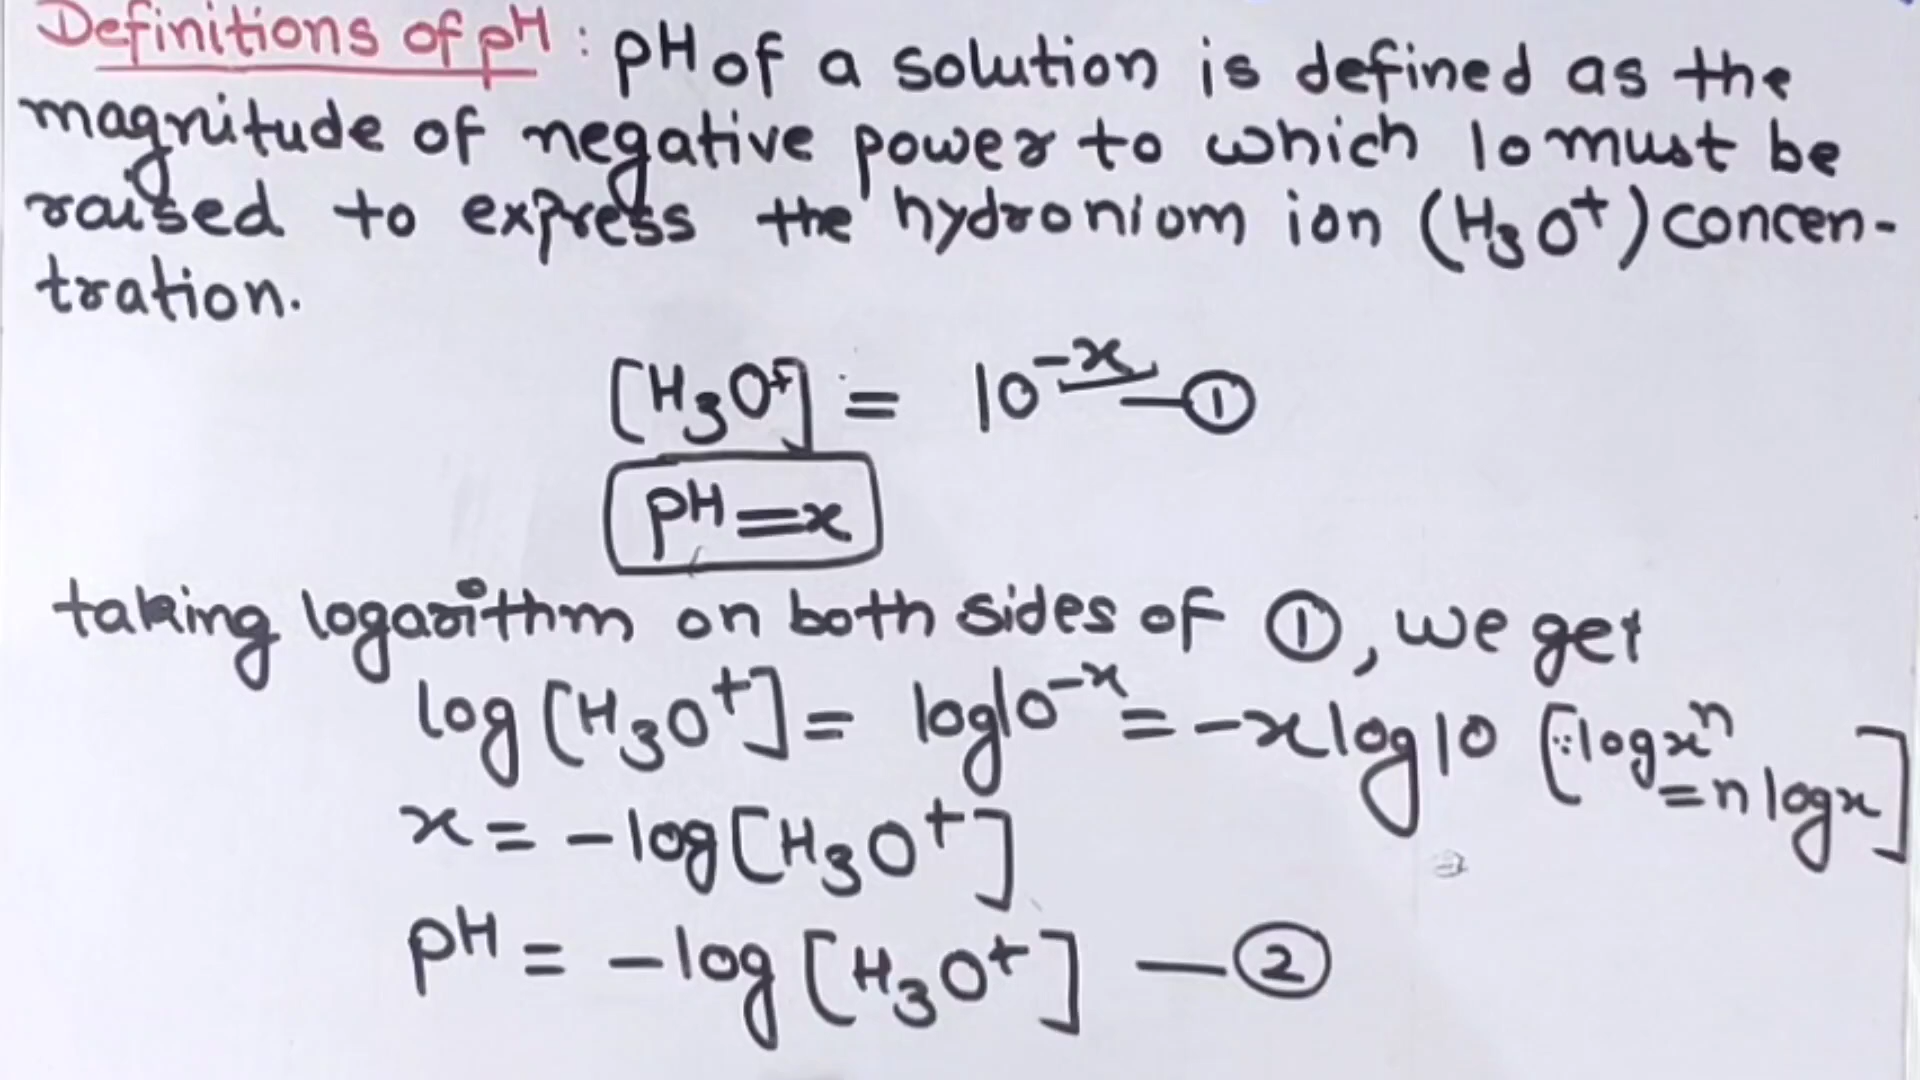 Definitions of pH : pH of a solution is defined as the
magnitude of negative power to which 10 must be
raised to express the hydroniom ion (H₃O⁺) concen-
tration.
[H₃O⁺] = 10⁻ˣ — ①
pH = x
taking logarithm on both sides of ①, we get
log [H₃O⁺] = log10⁻ˣ = -x log10 [∵ logxⁿ
= n logx]
x = -log [H₃O⁺]
pH = -log [H₃O⁺] — ②